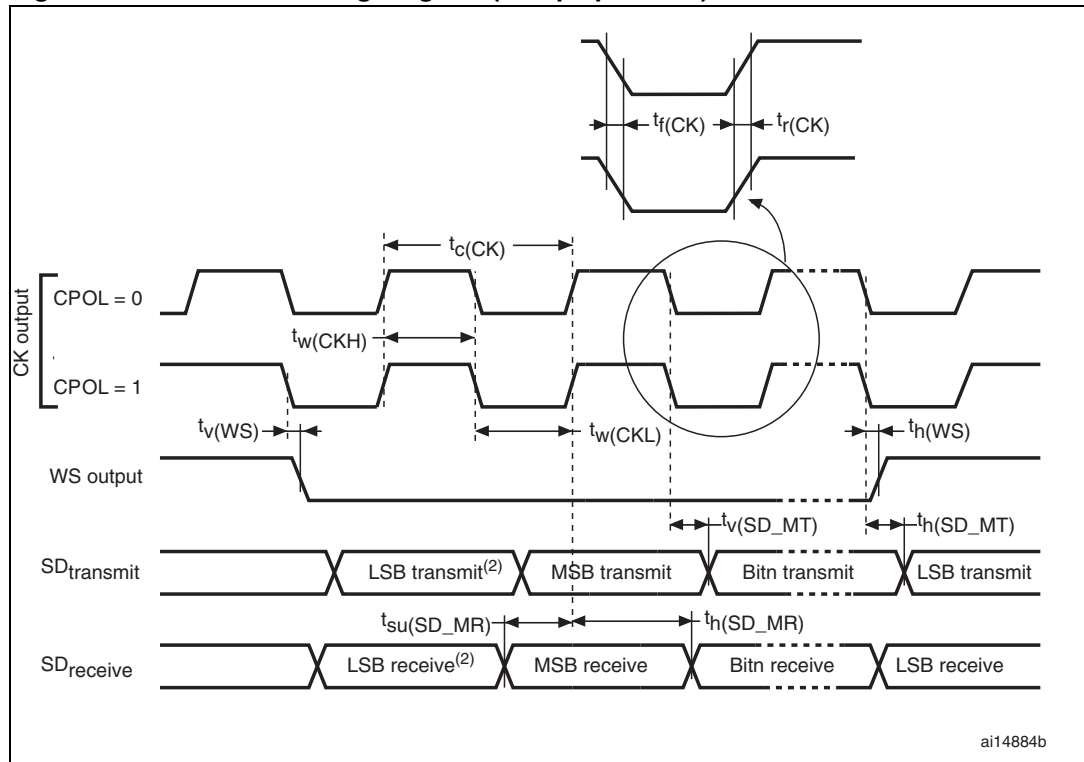 tf(CK)
tr(CK)
tc(CK)
CK output
CPOL = 0
tw(CKH)
CPOL = 1
tv(WS)
tw(CKL)
th(WS)
WS output
tv(SD_MT)
th(SD_MT)
SDtransmit
LSB transmit(2)
MSB transmit
Bitn transmit
LSB transmit
tsu(SD_MR)
th(SD_MR)
SDreceive
LSB receive(2)
MSB receive
Bitn receive
LSB receive
ai14884b